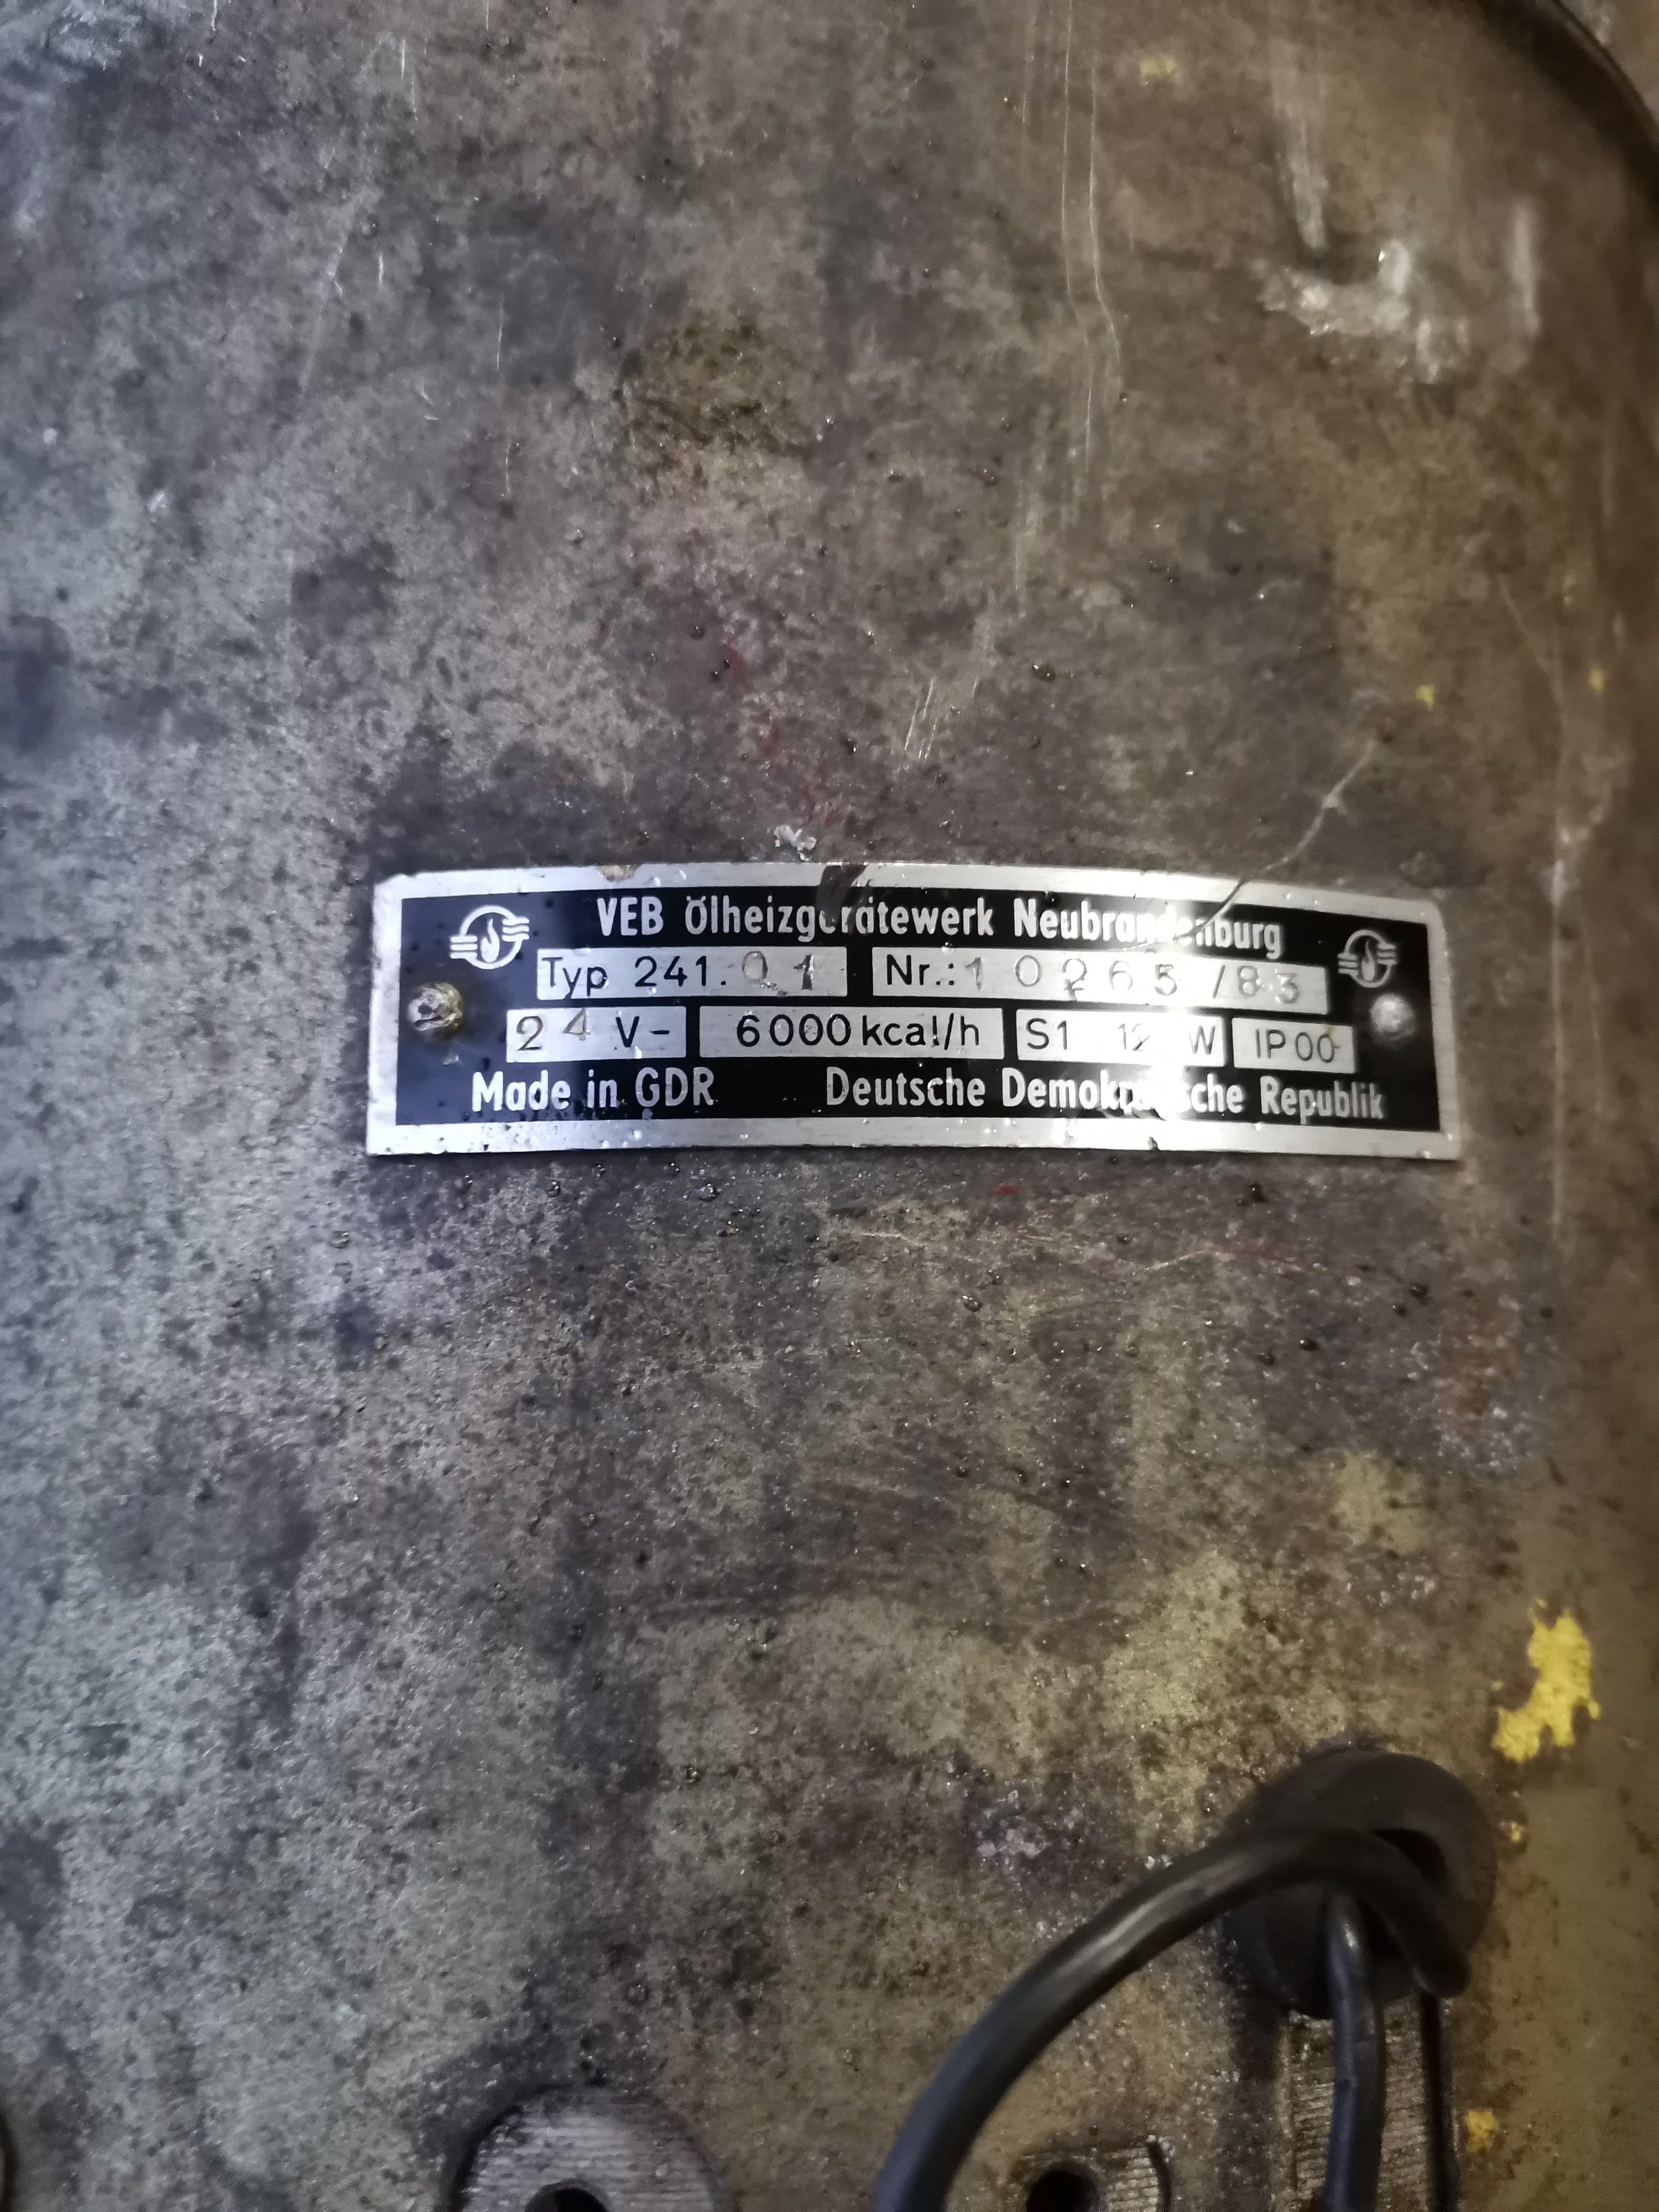 VEB Ölheizgerätewerk Neubrandenburg
Typ 241.01 Nr.: 10265/83
24 V- 6000 kcal/h S1 W IP00
Made in GDR Deutsche Demokratische Republik